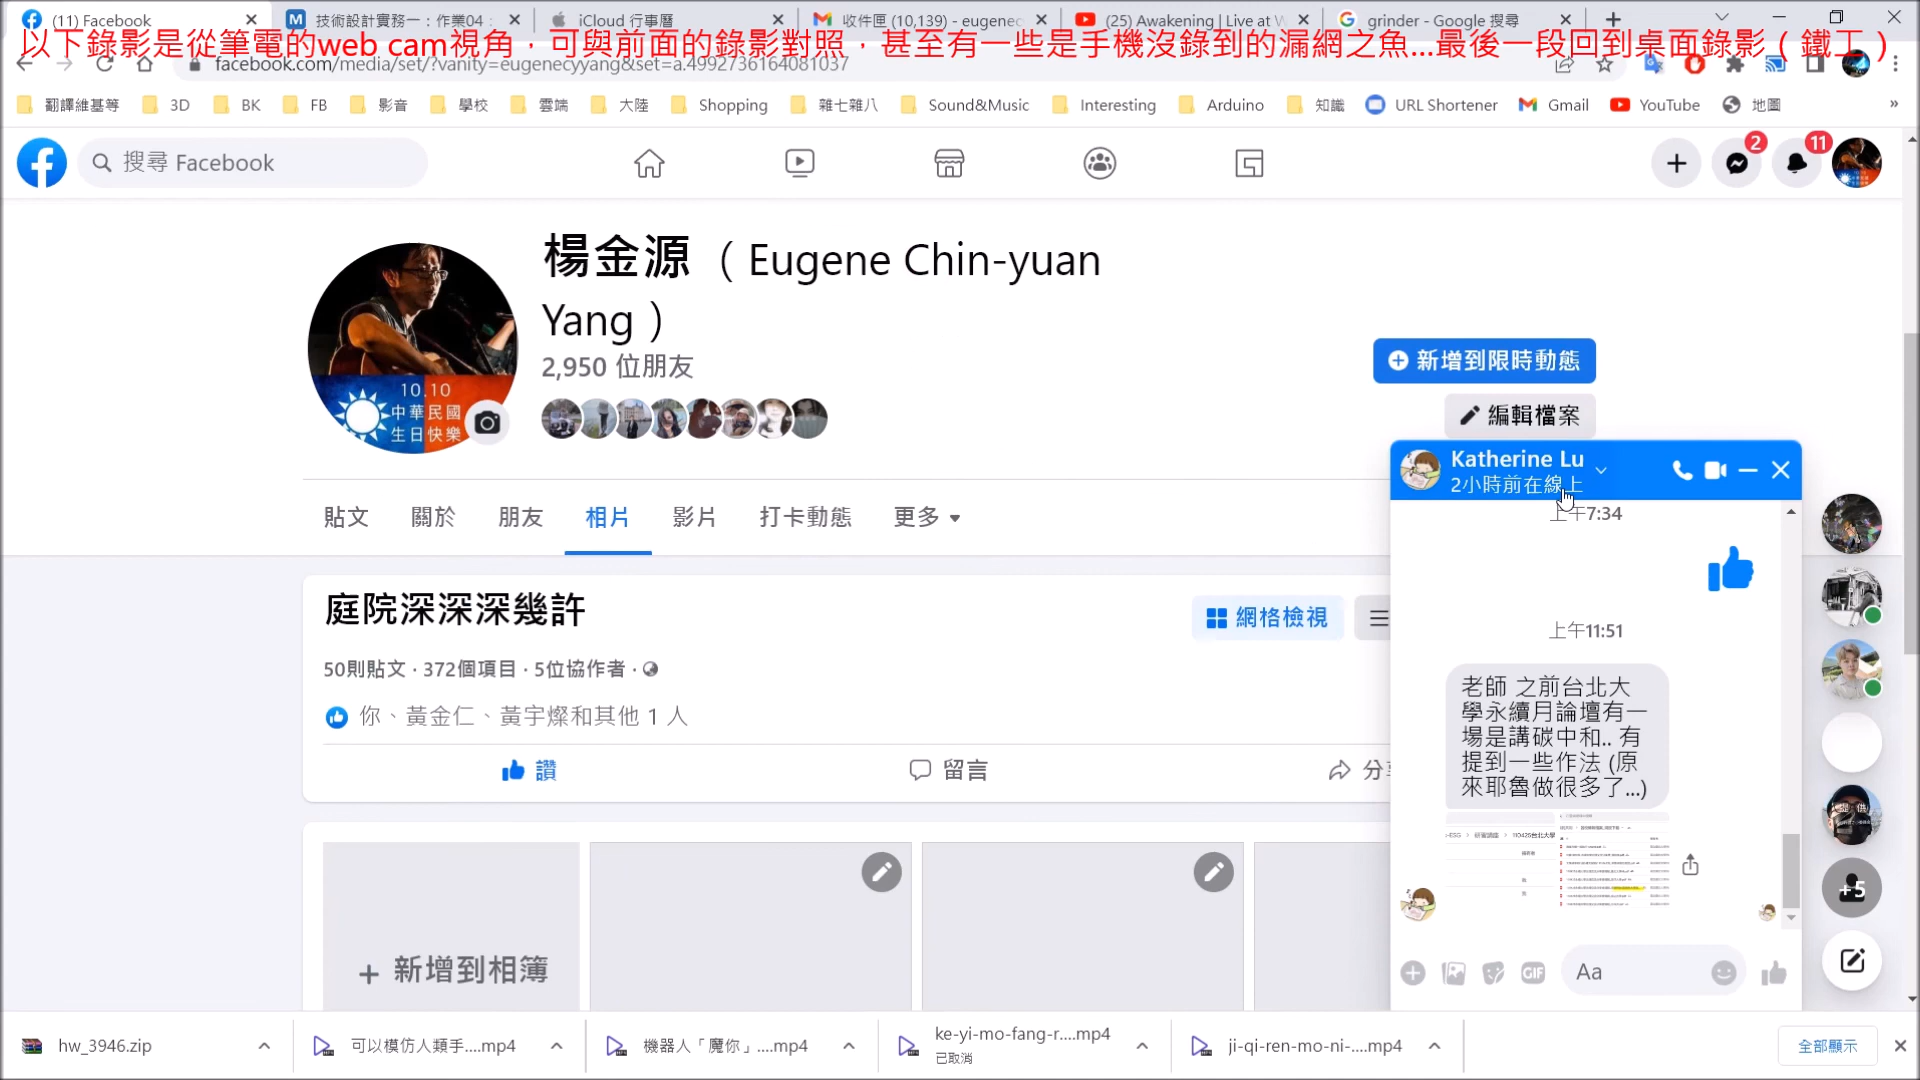 (11) Facebook
技術設計實務一：作業04：
iCloud 行事曆
收件匣 (10,139) - eugenec
(25) Awakening | Live at W
grinder - Google 搜尋
以下錄影是從筆電的web cam視角，可與前面的錄影對照，甚至有一些是手機沒錄到的漏網之魚...最後一段回到桌面錄影（鐵工）
facebook.com/media/set/?vanity=eugenecyyang&set=a.4992736164081037
翻譯維基等
3D
BK
FB
影音
學校
雲端
大陸
Shopping
雜七雜八
Sound&Music
Interesting
Arduino
知識
URL Shortener
Gmail
YouTube
地圖
»
搜尋 Facebook
2
11
楊金源（Eugene Chin-yuan
Yang）
2,950 位朋友
10.10
中華民國
生日快樂
新增到限時動態
編輯檔案
貼文
關於
朋友
相片
影片
打卡動態
更多
庭院深深深幾許
網格檢視
50則貼文 · 372個項目 · 5位協作者 ·
你、黃金仁、黃宇燦和其他 1 人
讚
留言
分享
+ 新增到相簿
Katherine Lu
2小時前在線上
上午7:34
上午11:51
老師 之前台北大
學永續月論壇有一
場是講碳中和.. 有
提到一些作法 (原
來耶魯做很多了...)
GIF
Aa
+5
hw_3946.zip
可以模仿人類手....mp4
機器人「魔你」....mp4
ke-yi-mo-fang-r....mp4
已取消
ji-qi-ren-mo-ni-....mp4
全部顯示